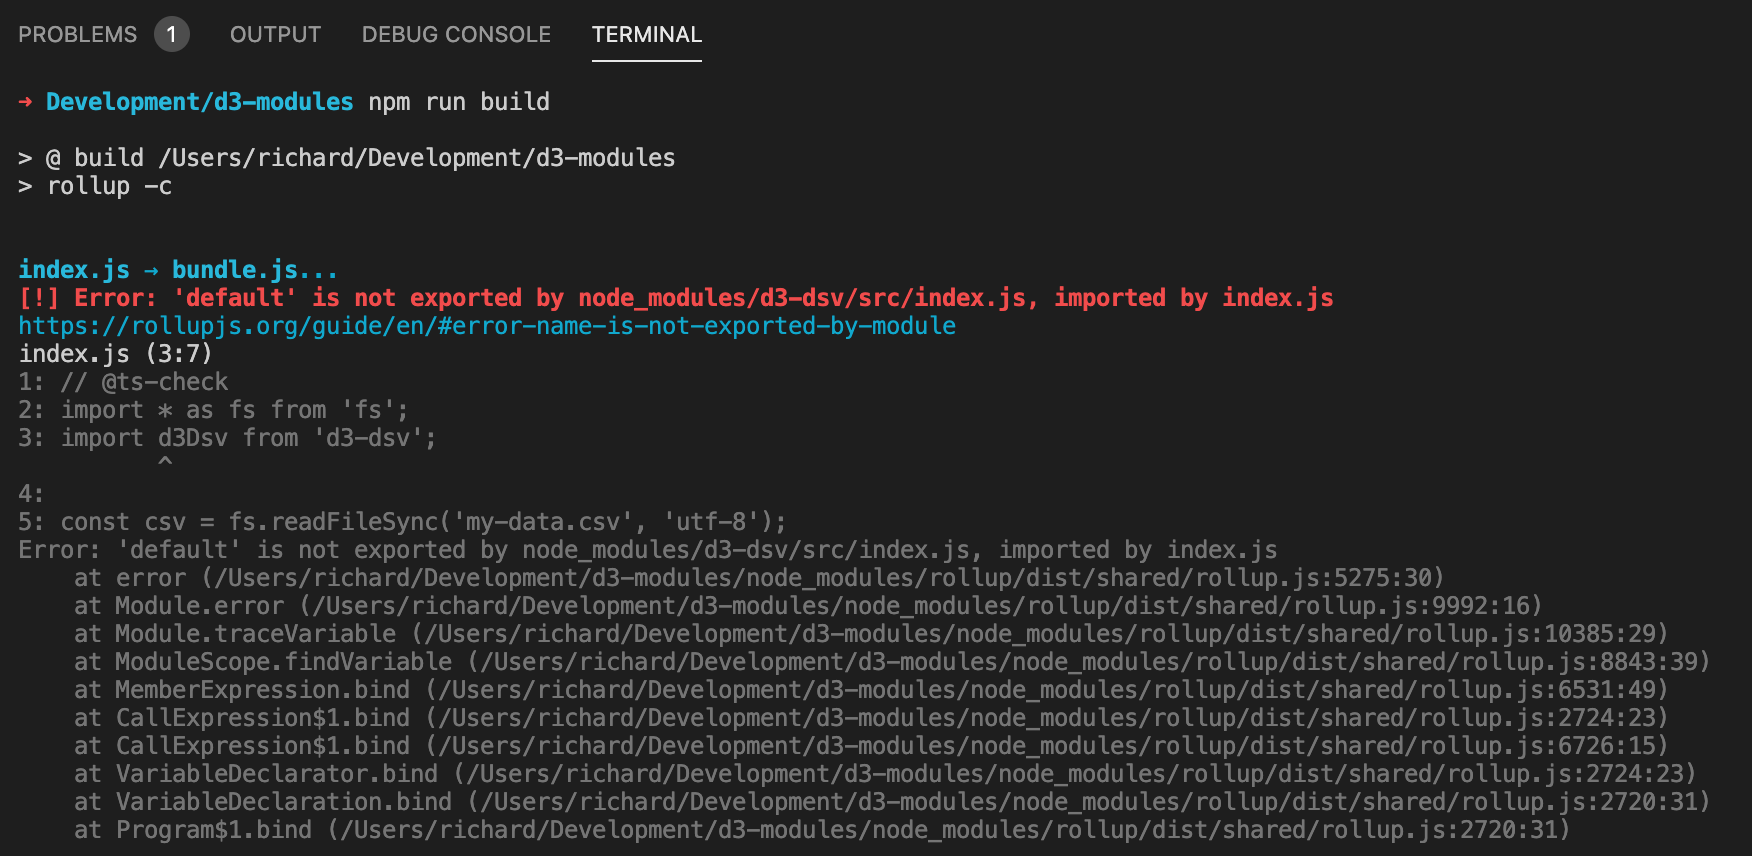 PROBLEMS 1 OUTPUT DEBUG CONSOLE TERMINAL
➜ Development/d3-modules npm run build
> @ build /Users/richard/Development/d3-modules
> rollup -c
index.js → bundle.js...
[!] Error: 'default' is not exported by node_modules/d3-dsv/src/index.js, imported by index.js
https://rollupjs.org/guide/en/#error-name-is-not-exported-by-module
index.js (3:7)
1: // @ts-check
2: import * as fs from 'fs';
3: import d3Dsv from 'd3-dsv';
^
4:
5: const csv = fs.readFileSync('my-data.csv', 'utf-8');
Error: 'default' is not exported by node_modules/d3-dsv/src/index.js, imported by index.js
at error (/Users/richard/Development/d3-modules/node_modules/rollup/dist/shared/rollup.js:5275:30)
at Module.error (/Users/richard/Development/d3-modules/node_modules/rollup/dist/shared/rollup.js:9992:16)
at Module.traceVariable (/Users/richard/Development/d3-modules/node_modules/rollup/dist/shared/rollup.js:10385:29)
at ModuleScope.findVariable (/Users/richard/Development/d3-modules/node_modules/rollup/dist/shared/rollup.js:8843:39)
at MemberExpression.bind (/Users/richard/Development/d3-modules/node_modules/rollup/dist/shared/rollup.js:6531:49)
at CallExpression$1.bind (/Users/richard/Development/d3-modules/node_modules/rollup/dist/shared/rollup.js:2724:23)
at CallExpression$1.bind (/Users/richard/Development/d3-modules/node_modules/rollup/dist/shared/rollup.js:6726:15)
at VariableDeclarator.bind (/Users/richard/Development/d3-modules/node_modules/rollup/dist/shared/rollup.js:2724:23)
at VariableDeclaration.bind (/Users/richard/Development/d3-modules/node_modules/rollup/dist/shared/rollup.js:2720:31)
at Program$1.bind (/Users/richard/Development/d3-modules/node_modules/rollup/dist/shared/rollup.js:2720:31)